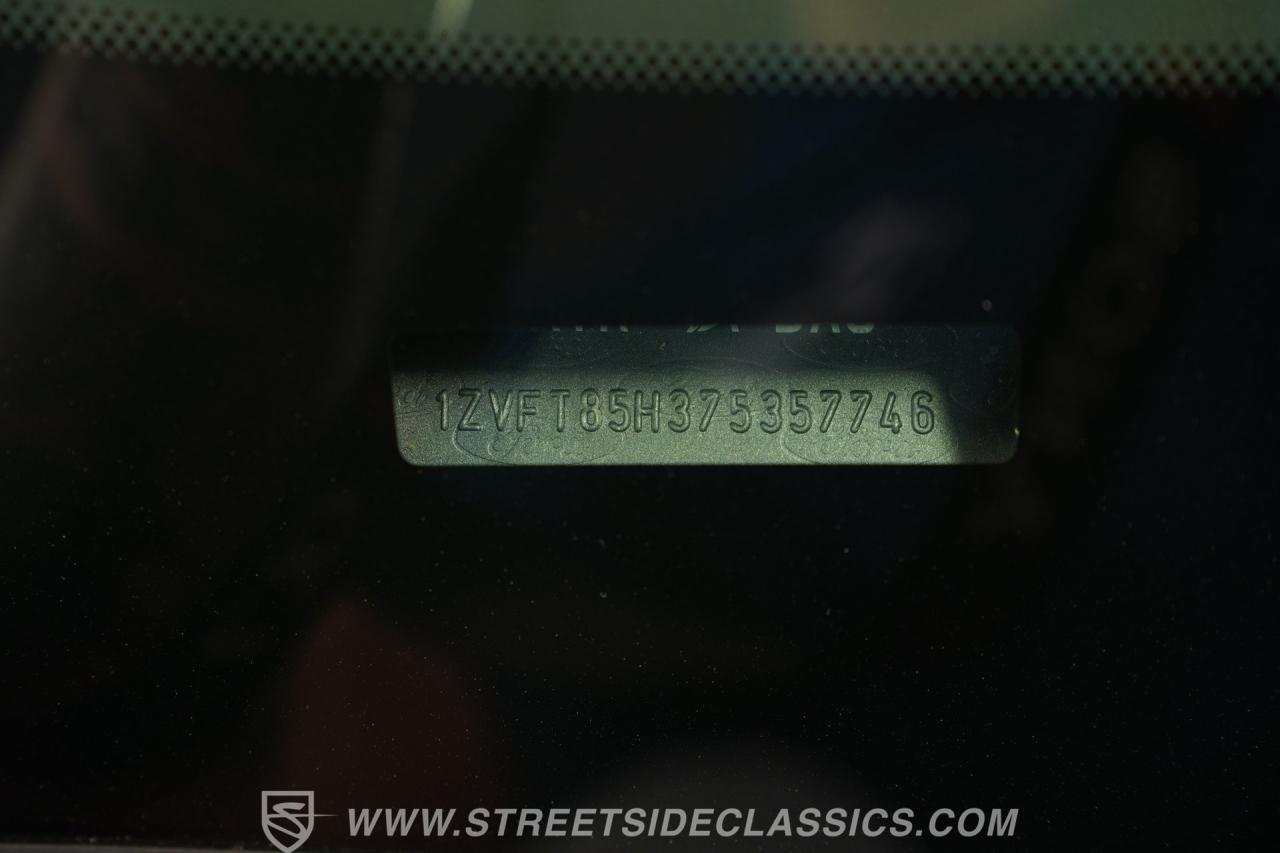 1ZVFT85H375357746
WWW.STREETSIDECLASSICS.COM